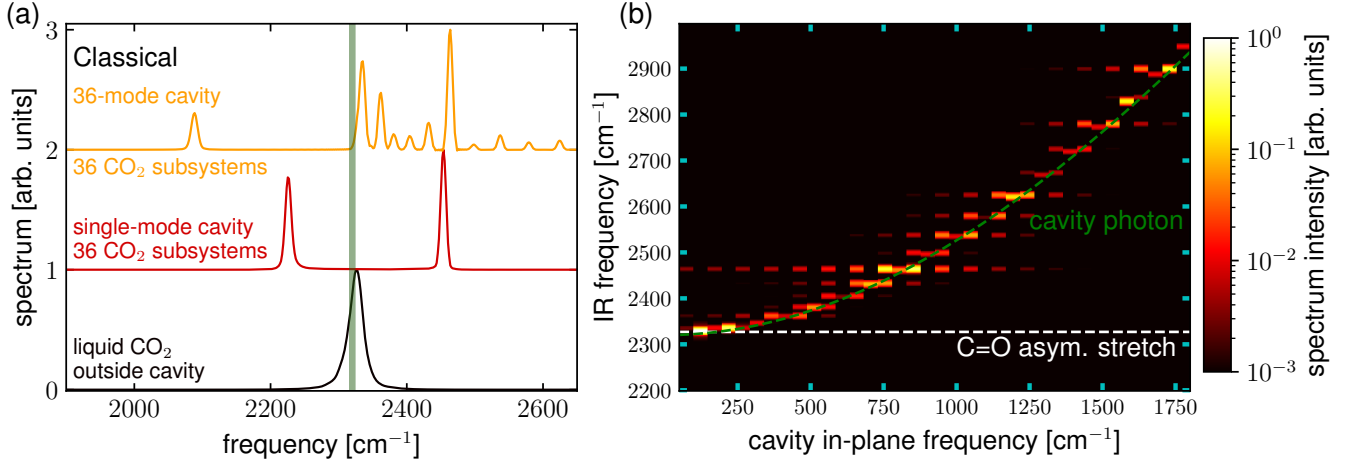 (a)
3
2
1
0
spectrum [arb. units]
Classical
36-mode cavity
36 CO₂ subsystems
single-mode cavity
36 CO₂ subsystems
liquid CO₂
outside cavity
2000 2200 2400 2600
frequency [cm⁻¹]
(b)
2900
2800
2700
2600
2500
2400
2300
2200
IR frequency [cm⁻¹]
cavity photon
C=O asym. stretch
250 500 750 1000 1250 1500 1750
cavity in-plane frequency [cm⁻¹]
10⁰
10⁻¹
10⁻²
10⁻³
spectrum intensity [arb. units]